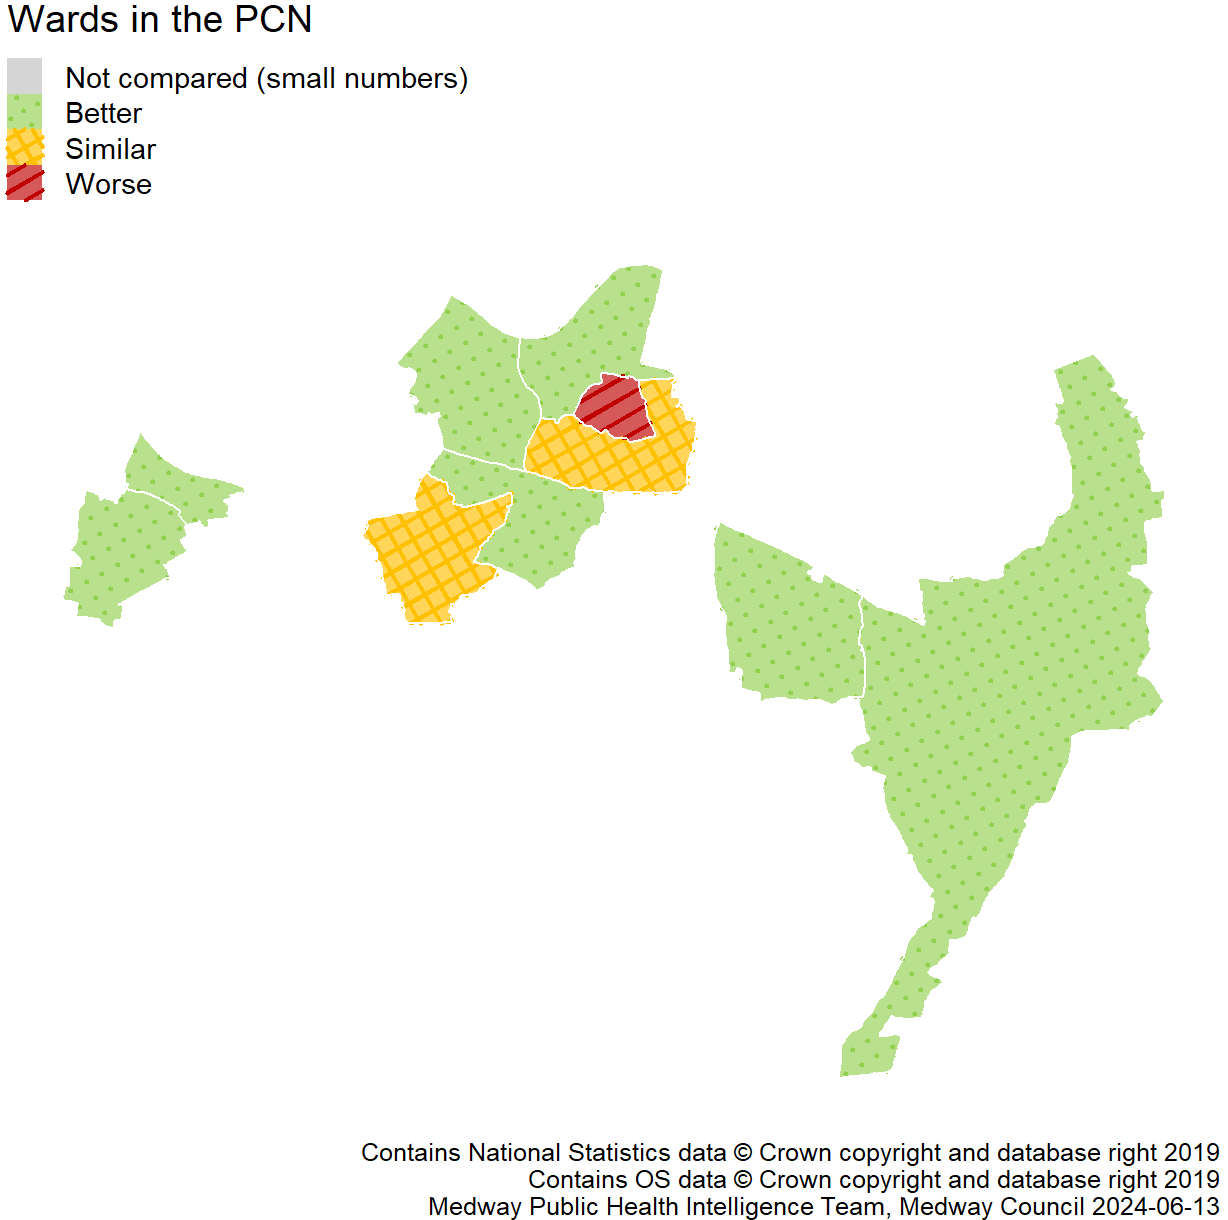 Wards in the PCN
Not compared (small numbers)
Better
Similar
Worse
Contains National Statistics data © Crown copyright and database right 2019
Contains OS data © Crown copyright and database right 2019
Medway Public Health Intelligence Team, Medway Council 2024-06-13